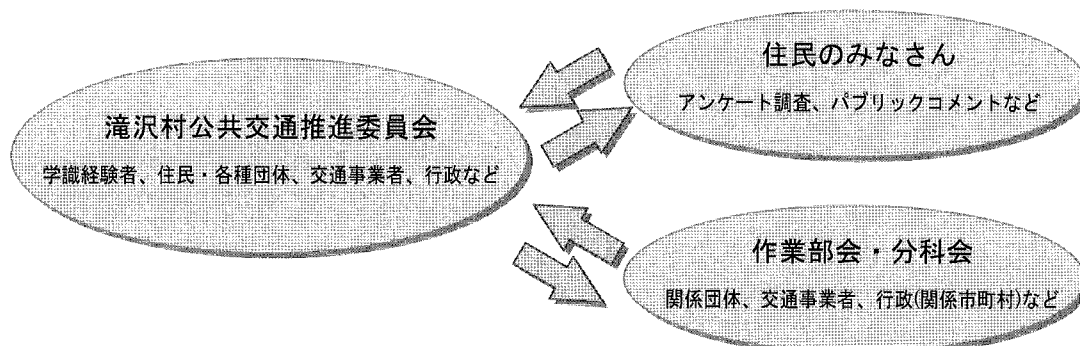 滝沢村公共交通推進委員会
学識経験者、住民・各種団体、交通事業者、行政など
住民のみなさん
アンケート調査、パブリックコメントなど
作業部会・分科会
関係団体、交通事業者、行政(関係市町村)など